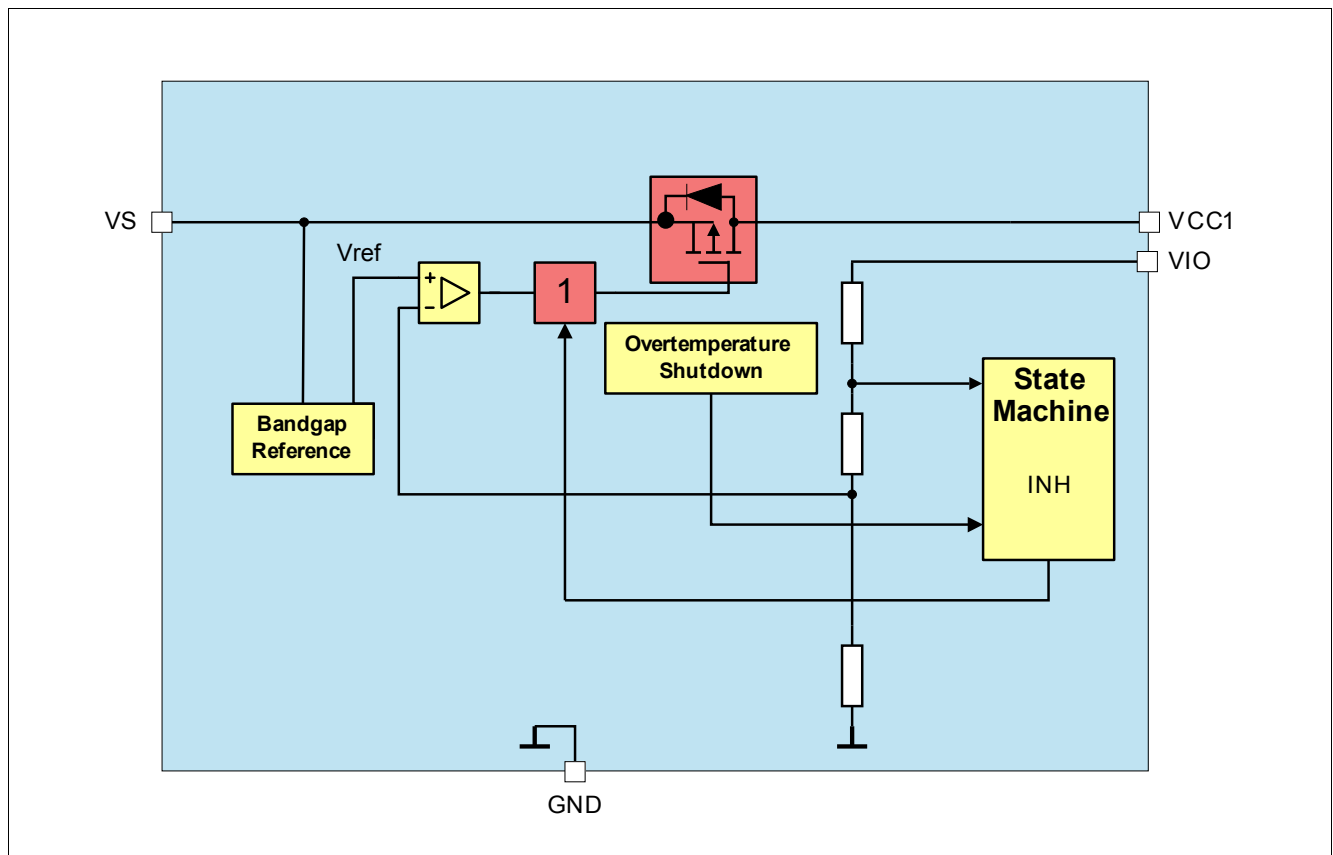 VS
VCC1
VIO
Vref
+
-
1
Overtemperature
Shutdown
State
Machine
INH
Bandgap
Reference
GND